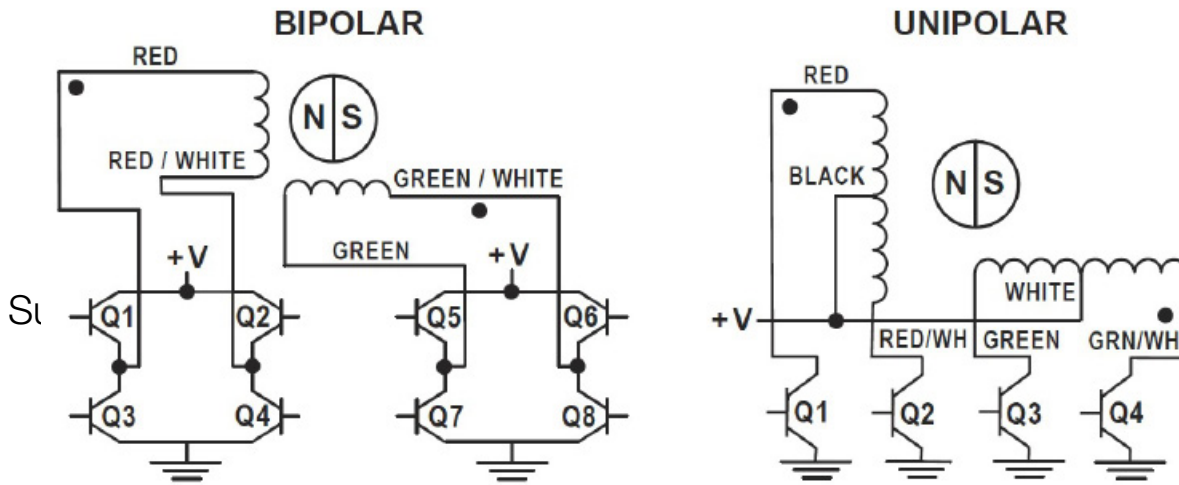 BIPOLAR
UNIPOLAR
RED
N S
RED / WHITE
GREEN / WHITE
GREEN
+V
+V
Q1
Q2
Q5
Q6
Q3
Q4
Q7
Q8
RED
BLACK
N S
WHITE
+V
RED/WH
GREEN
GRN/WH
Q1
Q2
Q3
Q4